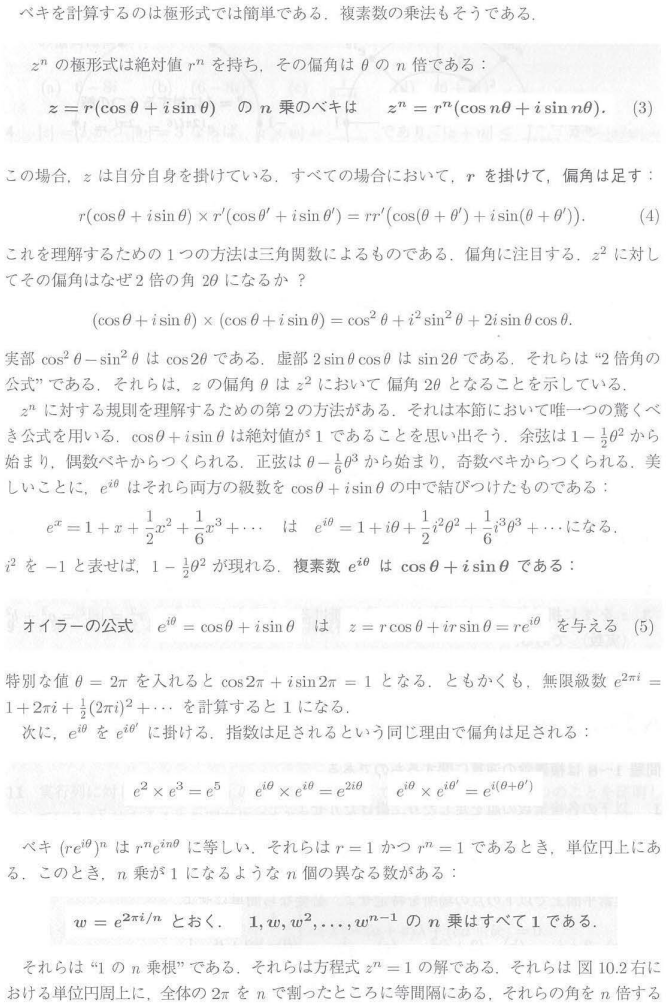 ベキを計算するのは極形式では簡単である．複素数の乗法もそうである．
zⁿ の極形式は絶対値 rⁿ を持ち，その偏角は θ の n 倍である：
z = r(cos θ + i sin θ) の n 乗のベキは zⁿ = rⁿ(cos nθ + i sin nθ). (3)
この場合，z は自分自身を掛けている．すべての場合において，r を掛けて，偏角は足す：
r(cos θ + i sin θ) × r′(cos θ′ + i sin θ′) = rr′(cos(θ + θ′) + i sin(θ + θ′)). (4)
これを理解するための 1 つの方法は三角関数によるものである．偏角に注目する．z² に対し
てその偏角はなぜ 2 倍の角 2θ になるか ？
(cos θ + i sin θ) × (cos θ + i sin θ) = cos² θ + i² sin² θ + 2i sin θ cos θ.
実部 cos² θ − sin² θ は cos 2θ である．虚部 2 sin θ cos θ は sin 2θ である．それらは “2 倍角の
公式” である．それらは，z の偏角 θ は z² において 偏角 2θ となることを示している．
zⁿ に対する規則を理解するための第 2 の方法がある．それは本節において唯一つの驚くべ
き公式を用いる．cos θ + i sin θ は絶対値が 1 であることを思い出そう．余弦は 1 − ½θ² から
始まり，偶数ベキからつくられる．正弦は θ − ⅙θ³ から始まり，奇数ベキからつくられる．美
しいことに，e^{iθ} はそれら両方の級数を cos θ + i sin θ の中で結びつけたものである：
eˣ = 1 + x + ½x² + ⅙x³ + ⋯ は e^{iθ} = 1 + iθ + ½i²θ² + ⅙i³θ³ + ⋯ になる．
i² を −1 と表せば，1 − ½θ² が現れる．複素数 e^{iθ} は cos θ + i sin θ である：
オイラーの公式 e^{iθ} = cos θ + i sin θ は z = r cos θ + ir sin θ = re^{iθ} を与える (5)
特別な値 θ = 2π を入れると cos 2π + i sin 2π = 1 となる．ともかくも，無限級数 e^{2πi} =
1 + 2πi + ½(2πi)² + ⋯ を計算すると 1 になる．
次に，e^{iθ} を e^{iθ′} に掛ける．指数は足されるという同じ理由で偏角は足される：
e² × e³ = e⁵ e^{iθ} × e^{iθ} = e^{2iθ} e^{iθ} × e^{iθ′} = e^{i(θ+θ′)}
ベキ (re^{iθ})ⁿ は rⁿe^{inθ} に等しい．それらは r = 1 かつ rⁿ = 1 であるとき，単位円上にあ
る．このとき，n 乗が 1 になるような n 個の異なる数がある：
w = e^{2πi/n} とおく． 1, w, w², . . . , wⁿ⁻¹ の n 乗はすべて 1 である．
それらは “1 の n 乗根” である．それらは方程式 zⁿ = 1 の解である．それらは 図 10.2 右に
おける単位円周上に，全体の 2π を n で割ったところに等間隔にある，それらの角を n 倍する